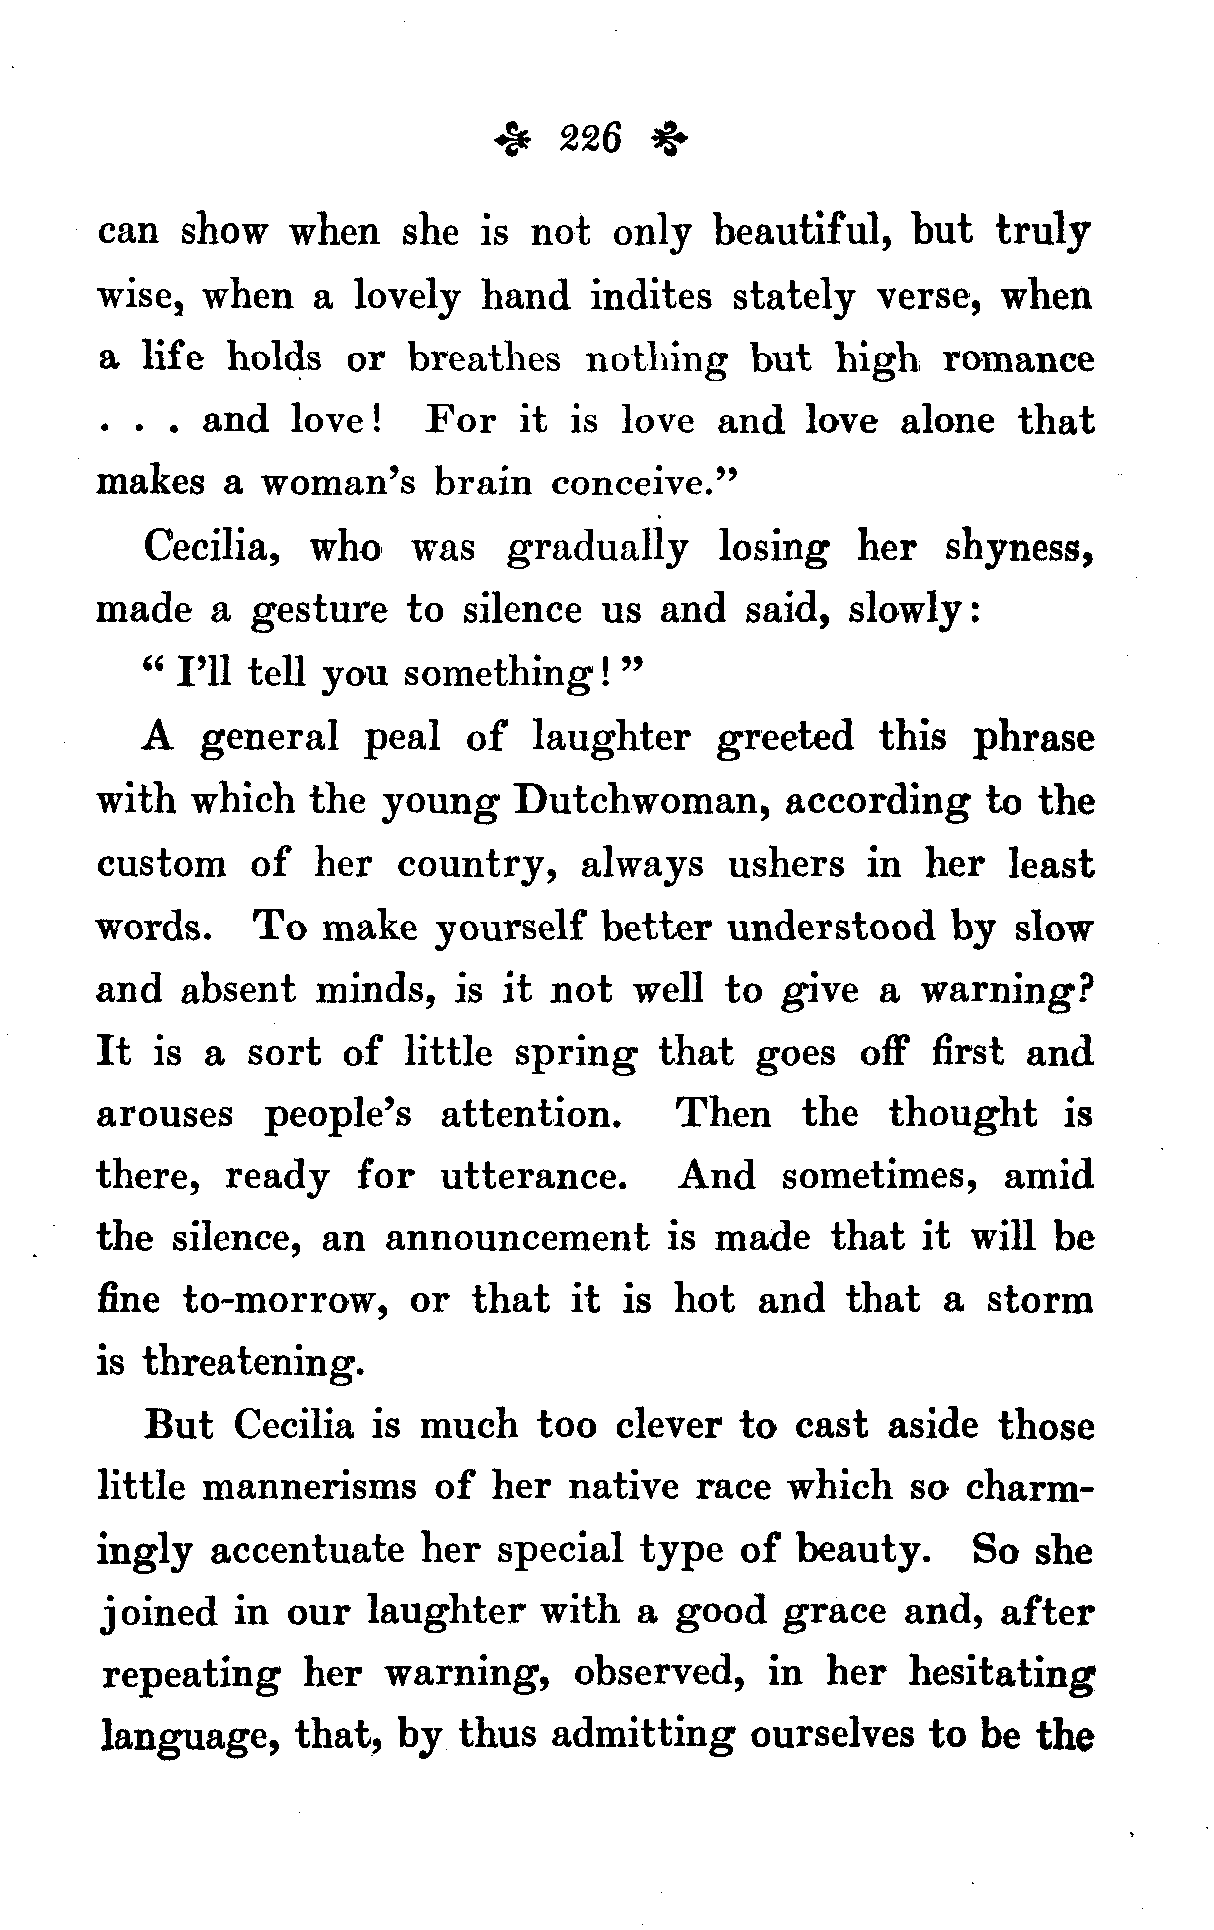 226
can show when she is not only beautiful, but truly
wise, when a lovely hand indites stately verse, when
a life holds or breathes nothing but high romance
. . . and love! For it is love and love alone that
makes a woman's brain conceive."
Cecilia, who was gradually losing her shyness,
made a gesture to silence us and said, slowly:
" I'll tell you something! "
A general peal of laughter greeted this phrase
with which the young Dutchwoman, according to the
custom of her country, always ushers in her least
words. To make yourself better understood by slow
and absent minds, is it not well to give a warning?
It is a sort of little spring that goes off first and
arouses people's attention. Then the thought is
there, ready for utterance. And sometimes, amid
the silence, an announcement is made that it will be
fine to-morrow, or that it is hot and that a storm
is threatening.
But Cecilia is much too clever to cast aside those
little mannerisms of her native race which so charm-
ingly accentuate her special type of beauty. So she
joined in our laughter with a good grace and, after
repeating her warning, observed, in her hesitating
language, that, by thus admitting ourselves to be the